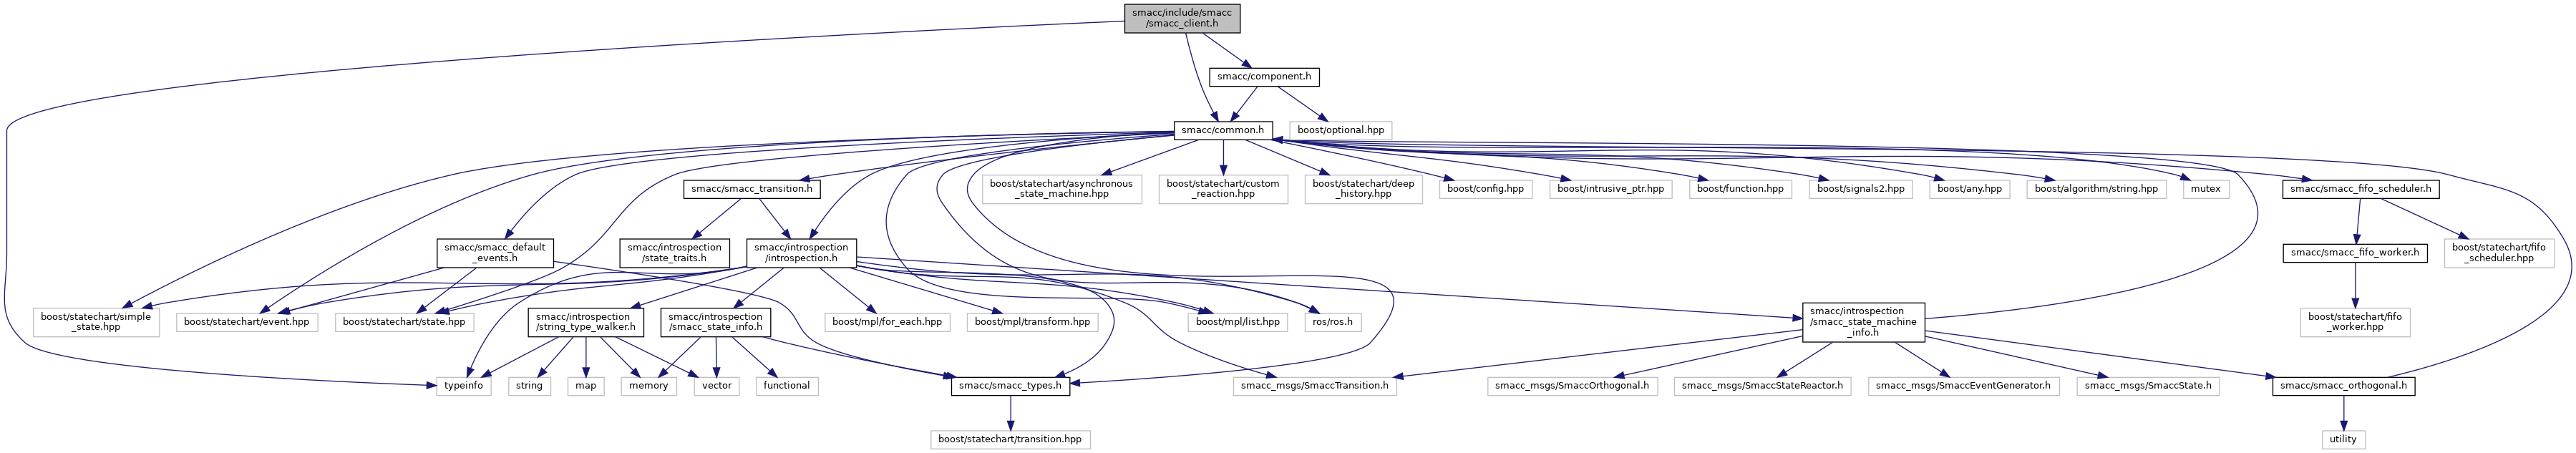 smacc/include/smacc
/smacc_client.h
smacc/component.h
smacc/common.h
boost/optional.hpp
smacc/smacc_transition.h
boost/statechart/asynchronous
_state_machine.hpp
boost/statechart/custom
_reaction.hpp
boost/statechart/deep
_history.hpp
boost/config.hpp
boost/intrusive_ptr.hpp
boost/function.hpp
boost/signals2.hpp
boost/any.hpp
boost/algorithm/string.hpp
mutex
smacc/smacc_fifo_scheduler.h
smacc/smacc_default
_events.h
smacc/introspection
/state_traits.h
smacc/introspection
/introspection.h
smacc/smacc_fifo_worker.h
boost/statechart/fifo
_scheduler.hpp
boost/statechart/simple
_state.hpp
boost/statechart/event.hpp
boost/statechart/state.hpp
smacc/introspection
/string_type_walker.h
smacc/introspection
/smacc_state_info.h
boost/mpl/for_each.hpp
boost/mpl/transform.hpp
boost/mpl/list.hpp
ros/ros.h
smacc/introspection
/smacc_state_machine
_info.h
boost/statechart/fifo
_worker.hpp
typeinfo
string
map
memory
vector
functional
smacc/smacc_types.h
smacc_msgs/SmaccTransition.h
smacc_msgs/SmaccOrthogonal.h
smacc_msgs/SmaccStateReactor.h
smacc_msgs/SmaccEventGenerator.h
smacc_msgs/SmaccState.h
smacc/smacc_orthogonal.h
boost/statechart/transition.hpp
utility